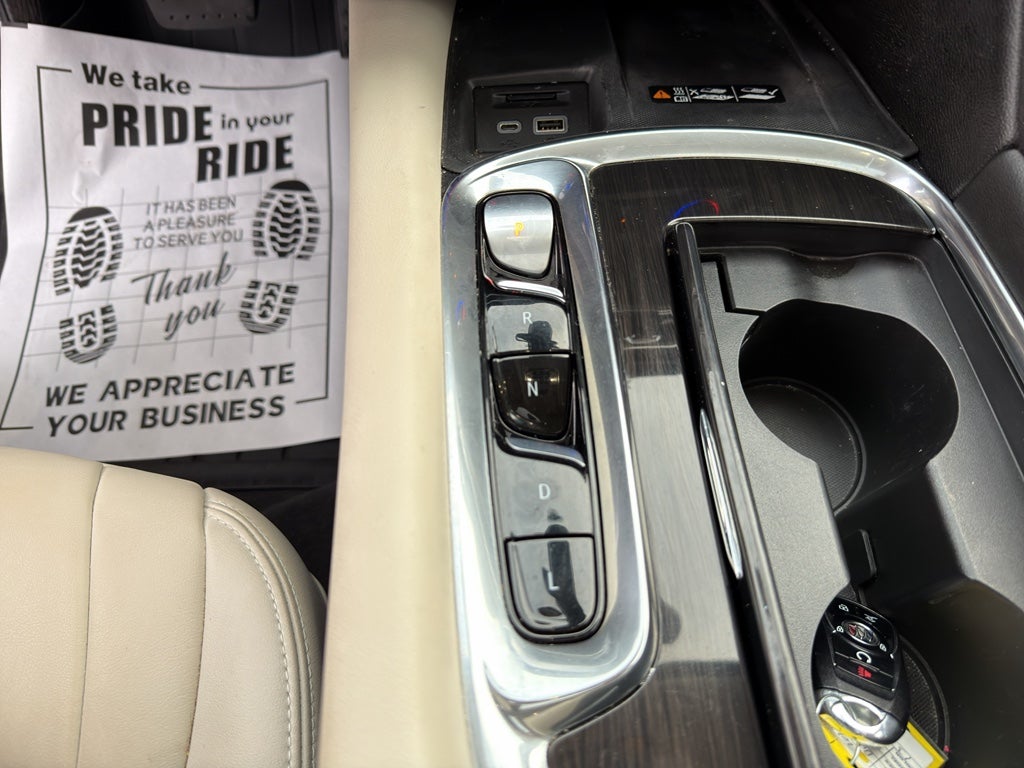 We take
PRIDE in your
RIDE
IT HAS BEEN
A PLEASURE
TO SERVE YOU
Thank
you
WE APPRECIATE
YOUR BUSINESS
P
R
N
D
L